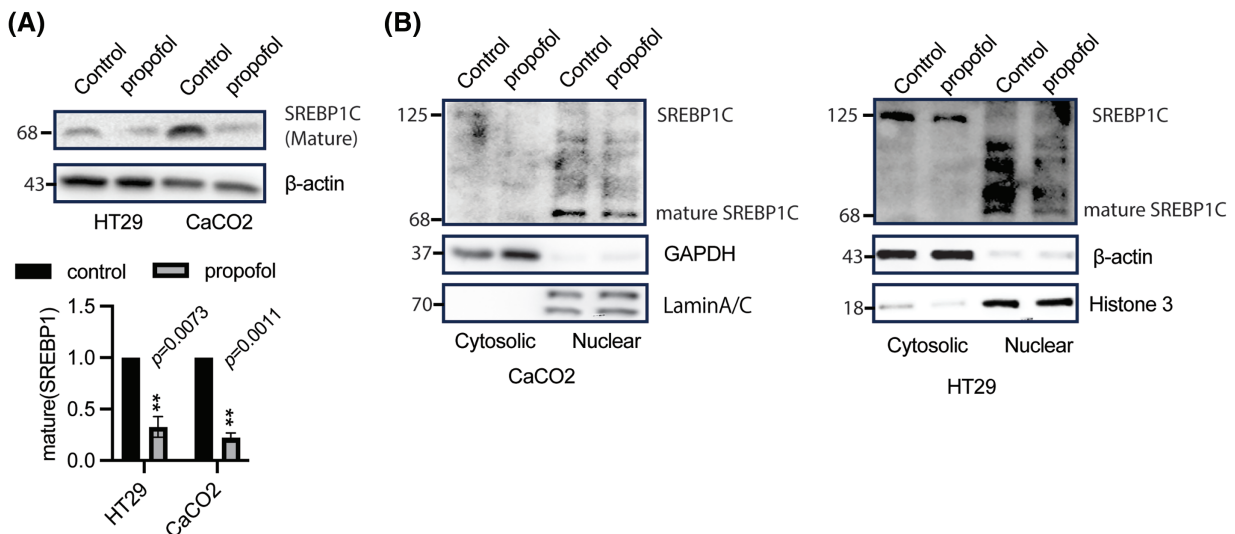 (A)
Control
propofol
Control
propofol
68
SREBP1C
(Mature)
43
β-actin
HT29
CaCO2
control
propofol
mature(SREBP1)
1.5
1.0
0.5
0.0
p=0.0073
**
p=0.0011
**
HT29
CaCO2
(B)
Control
propofol
Control
propofol
125
SREBP1C
68
mature SREBP1C
37
GAPDH
70
LaminA/C
Cytosolic
Nuclear
CaCO2
Control
propofol
Control
propofol
125
SREBP1C
68
mature SREBP1C
43
β-actin
18
Histone 3
Cytosolic
Nuclear
HT29